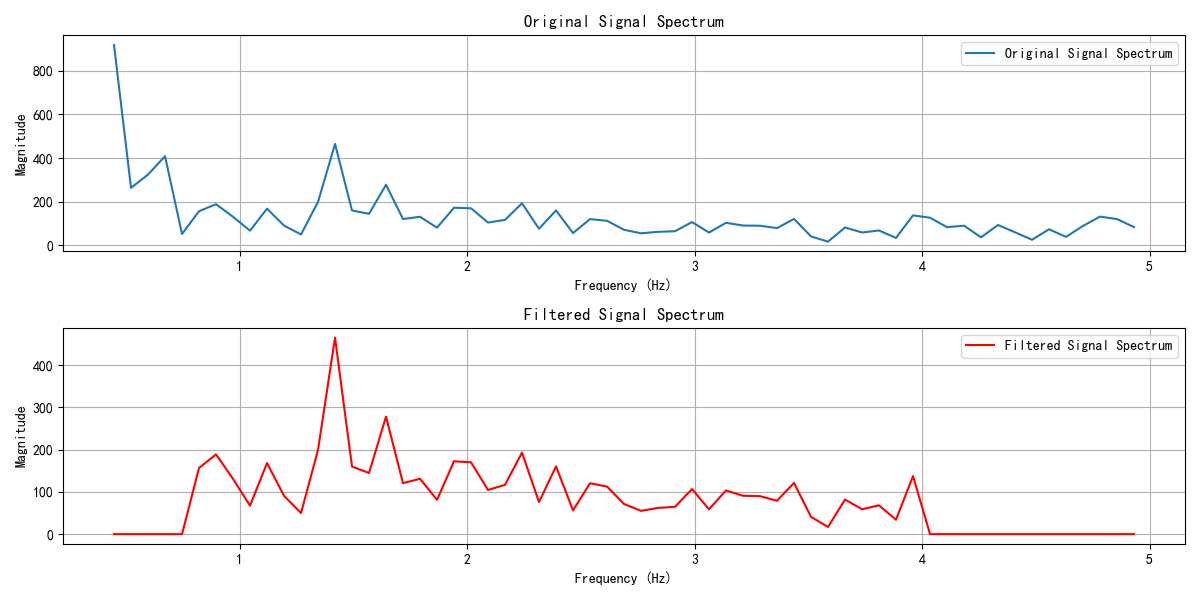 Original Signal Spectrum
Original Signal Spectrum
Magnitude
800
600
400
200
0
1 2 3 4 5
Frequency (Hz)
Filtered Signal Spectrum
Filtered Signal Spectrum
Magnitude
400
300
200
100
0
1 2 3 4 5
Frequency (Hz)